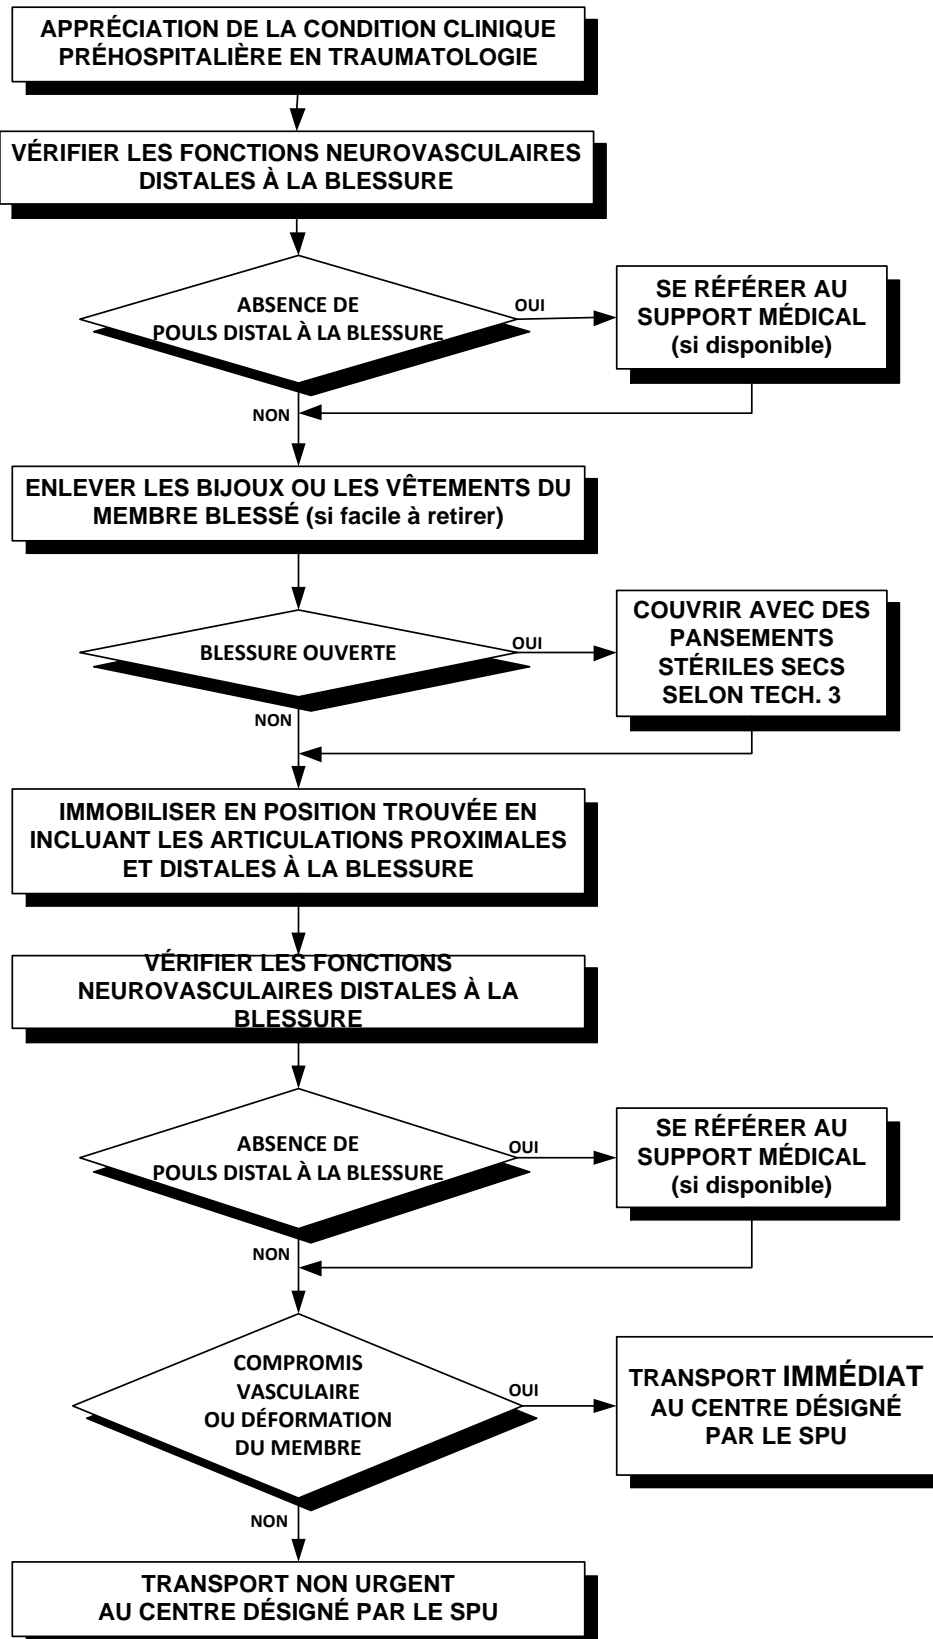 APPRÉCIATION DE LA CONDITION CLINIQUE
PRÉHOSPITALIÈRE EN TRAUMATOLOGIE
VÉRIFIER LES FONCTIONS NEUROVASCULAIRES
DISTALES À LA BLESSURE
ABSENCE DE
POULS DISTAL À LA BLESSURE
OUI
SE RÉFÉRER AU
SUPPORT MÉDICAL
(si disponible)
NON
ENLEVER LES BIJOUX OU LES VÊTEMENTS DU
MEMBRE BLESSÉ (si facile à retirer)
BLESSURE OUVERTE
OUI
COUVRIR AVEC DES
PANSEMENTS
STÉRILES SECS
SELON TECH. 3
NON
IMMOBILISER EN POSITION TROUVÉE EN
INCLUANT LES ARTICULATIONS PROXIMALES
ET DISTALES À LA BLESSURE
VÉRIFIER LES FONCTIONS
NEUROVASCULAIRES DISTALES À LA
BLESSURE
ABSENCE DE
POULS DISTAL À LA BLESSURE
OUI
SE RÉFÉRER AU
SUPPORT MÉDICAL
(si disponible)
NON
COMPROMIS
VASCULAIRE
OU DÉFORMATION
DU MEMBRE
OUI
TRANSPORT IMMÉDIAT
AU CENTRE DÉSIGNÉ
PAR LE SPU
NON
TRANSPORT NON URGENT
AU CENTRE DÉSIGNÉ PAR LE SPU